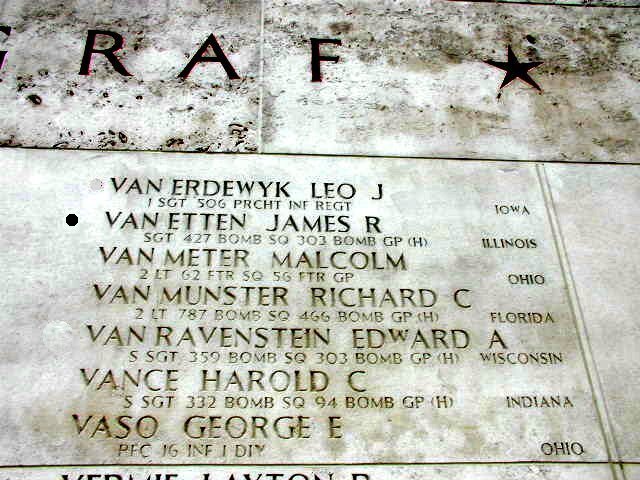 GRAF ★
VAN ERDEWYK LEO J
1 SGT 506 PRCHT INF REGT IOWA
VAN ETTEN JAMES R
SGT 427 BOMB SQ 303 BOMB GP (H) ILLINOIS
VAN METER MALCOLM
2 LT 62 FTR SQ 56 FTR GP OHIO
VAN MUNSTER RICHARD C
2 LT 787 BOMB SQ 466 BOMB GP (H) FLORIDA
VAN RAVENSTEIN EDWARD A
S SGT 359 BOMB SQ 303 BOMB GP (H) WISCONSIN
VANCE HAROLD C
S SGT 332 BOMB SQ 94 BOMB GP (H) INDIANA
VASO GEORGE E
PFC 16 INF 1 DIV OHIO
VERMIE LAYTON R